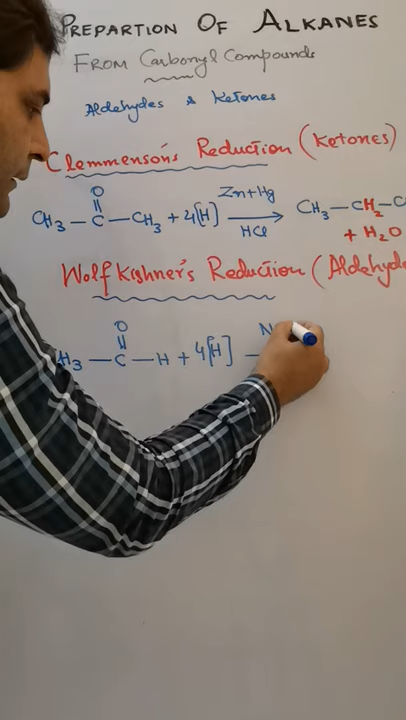 PREPARTION OF ALKANES
FROM Carbonyl Compounds
Aldehydes & Ketones
Clemmenson's Reduction (Ketones)
O
CH3 — C — CH3 + 4[H] Zn+Hg HCl → CH3 — CH2 — C
+ H2O
Wolf Kishner's Reduction (Aldehyde
O
H3 — C — H + 4[H] N